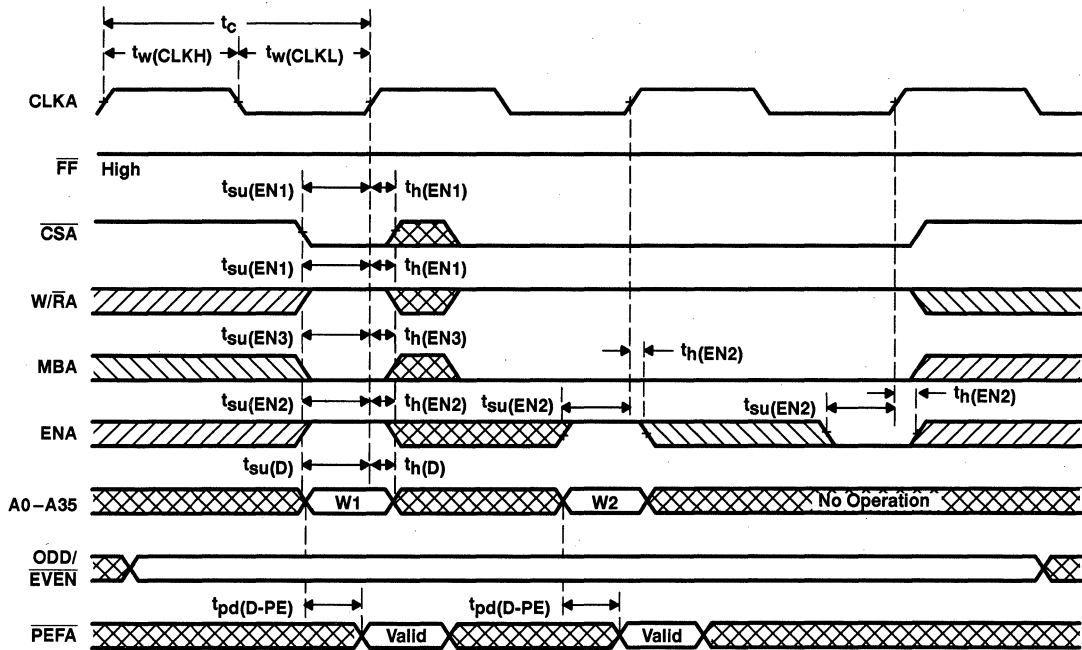 tc
tw(CLKH) tw(CLKL)
CLKA
FF High
tsu(EN1) th(EN1)
CSA
tsu(EN1) th(EN1)
W/RA
tsu(EN3) th(EN3)
th(EN2)
MBA
tsu(EN2) th(EN2) tsu(EN2) tsu(EN2) th(EN2)
ENA
tsu(D) th(D)
A0–A35 W1 W2 No Operation
ODD/
EVEN
tpd(D-PE) tpd(D-PE)
PEFA Valid Valid